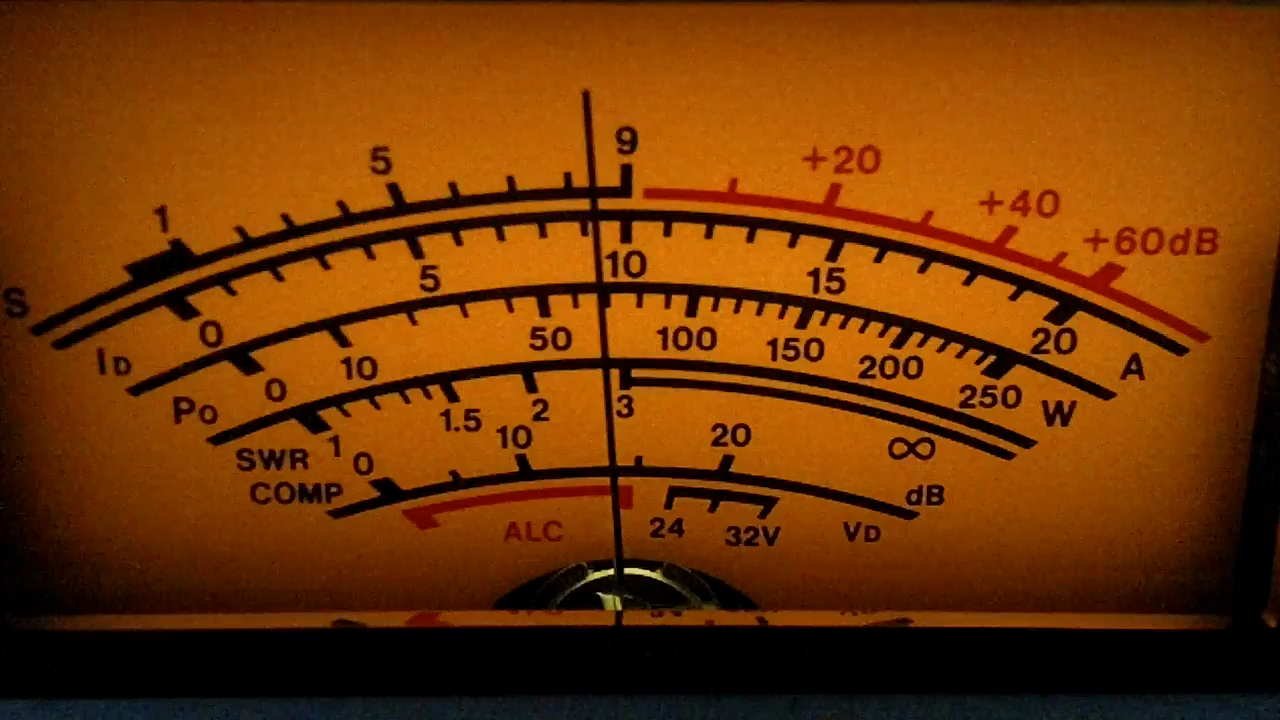 S 1 5 9 +20 +40 +60dB
ID 0 5 10 15 20 A
Po 0 10 50 100 150 200 250 W
SWR 1 1.5 2 3 ∞
COMP 0 10 20 dB
ALC 24 32V VD